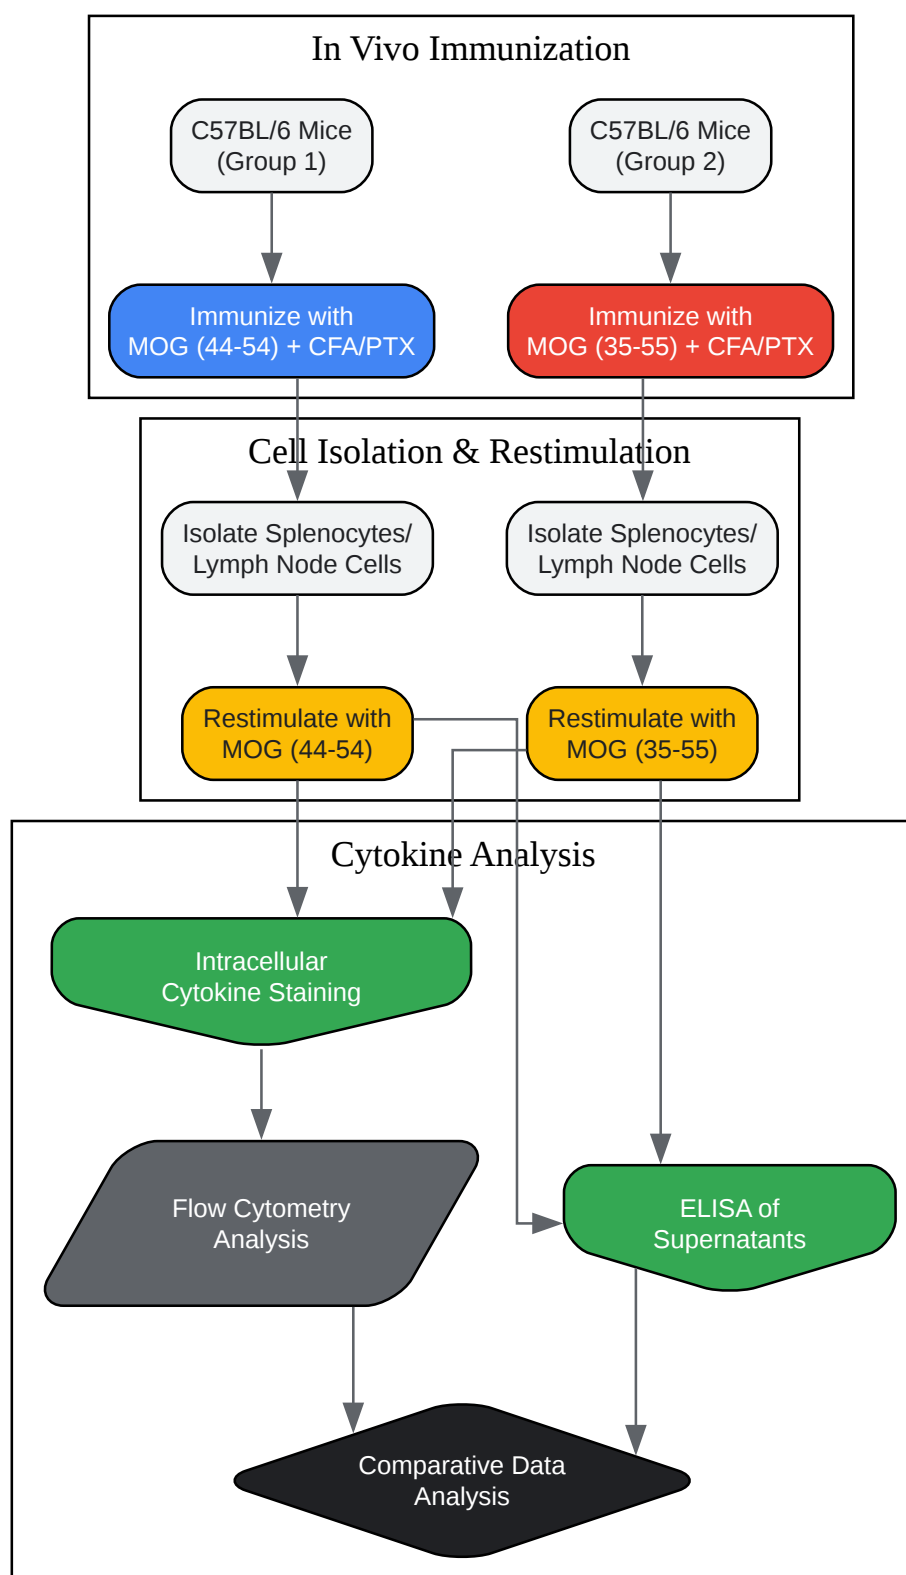 In Vivo Immunization
C57BL/6 Mice
(Group 1)
C57BL/6 Mice
(Group 2)
Immunize with
MOG (44-54) + CFA/PTX
Immunize with
MOG (35-55) + CFA/PTX
Cell Isolation & Restimulation
Isolate Splenocytes/
Lymph Node Cells
Isolate Splenocytes/
Lymph Node Cells
Restimulate with
MOG (44-54)
Restimulate with
MOG (35-55)
Cytokine Analysis
Intracellular
Cytokine Staining
Flow Cytometry
Analysis
ELISA of
Supernatants
Comparative Data
Analysis